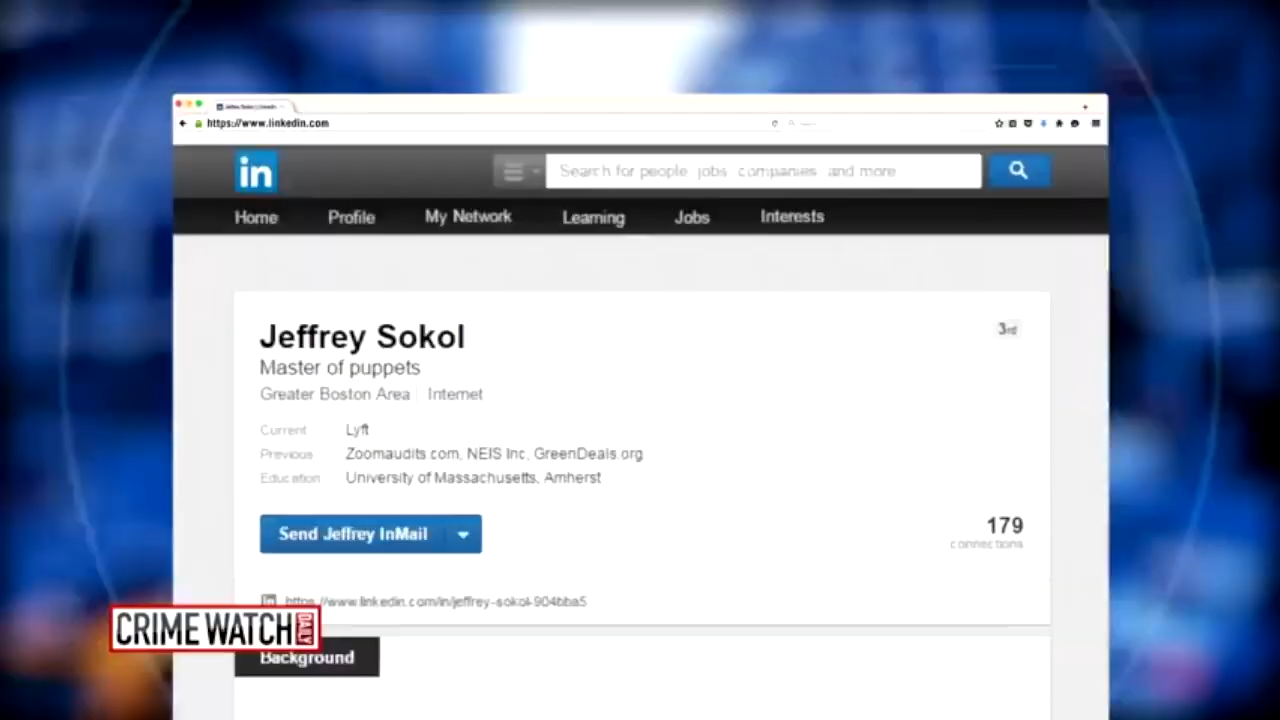 https://www.linkedin.com
in
Search for people, jobs, companies, and more
Home Profile My Network Learning Jobs Interests
Jeffrey Sokol
3rd
Master of puppets
Greater Boston Area Internet
Current Lyft
Previous Zoomaudits.com, NEIS Inc, GreenDeals.org
Education University of Massachusetts, Amherst
Send Jeffrey InMail
179
connections
in https://www.linkedin.com/in/jeffrey-sokol-904bba5
CRIME WATCH DAILY
Background